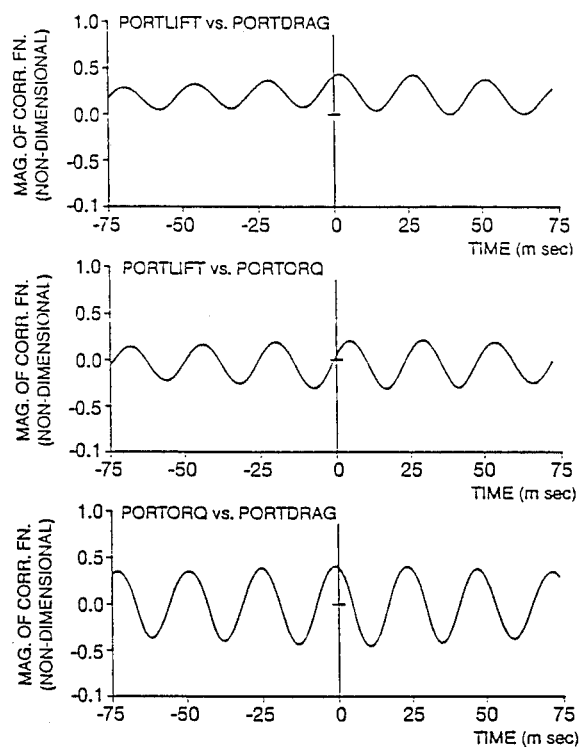 PORTLIFT vs. PORTDRAG
MAG. OF CORR. FN.
(NON-DIMENSIONAL)
1.0
0.5
0.0
-0.5
-0.1
-75 -50 -25 0 25 50 75
TIME (m sec)
PORTLIFT vs. PORTORQ
MAG. OF CORR. FN.
(NON-DIMENSIONAL)
1.0
0.5
-0.0
-0.5
-0.1
-75 -50 -25 0 25 50 75
TIME (m sec)
PORTORQ vs. PORTDRAG
MAG. OF CORR. FN.
(NON-DIMENSIONAL)
1.0
0.5
0.0
-0.5
-0.1
-75 -50 -25 0 25 50 75
TIME (m sec)